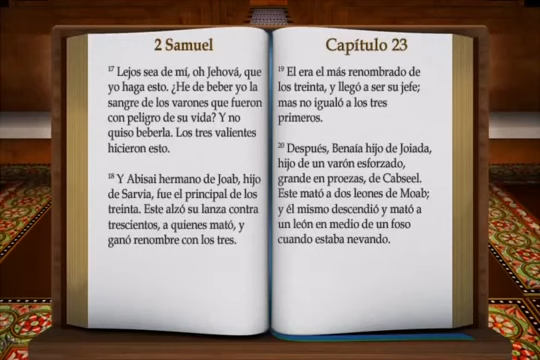 2 Samuel
17 Lejos sea de mí, oh Jehová, que
yo haga esto. ¿He de beber yo la
sangre de los varones que fueron
con peligro de su vida? Y no
quiso beberla. Los tres valientes
hicieron esto.
18 Y Abisai hermano de Joab, hijo
de Sarvia, fue el principal de los
treinta. Este alzó su lanza contra
trescientos, a quienes mató, y
ganó renombre con los tres.
Capítulo 23
19 El era el más renombrado de
los treinta, y llegó a ser su jefe;
mas no igualó a los tres
primeros.
20 Después, Benaía hijo de Joiada,
hijo de un varón esforzado,
grande en proezas, de Cabseel.
Este mató a dos leones de Moab;
y él mismo descendió y mató a
un león en medio de un foso
cuando estaba nevando.